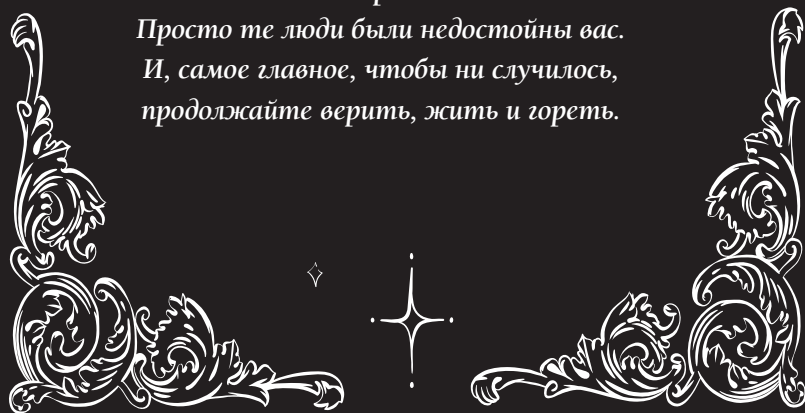 Просто те люди были недостойны вас.
И, самое главное, чтобы ни случилось,
продолжайте верить, жить и гореть.